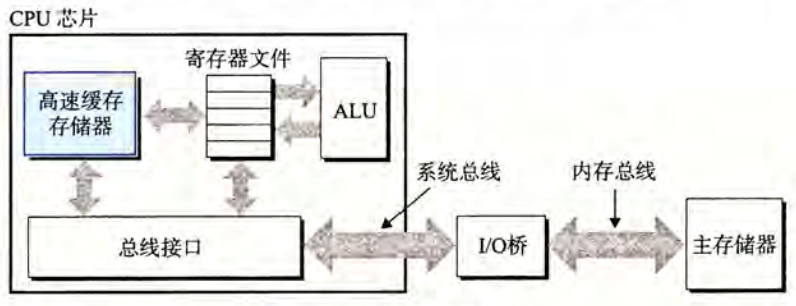 CPU 芯片
寄存器文件
高速缓存
存储器
ALU
系统总线
内存总线
总线接口
I/O桥
主存储器